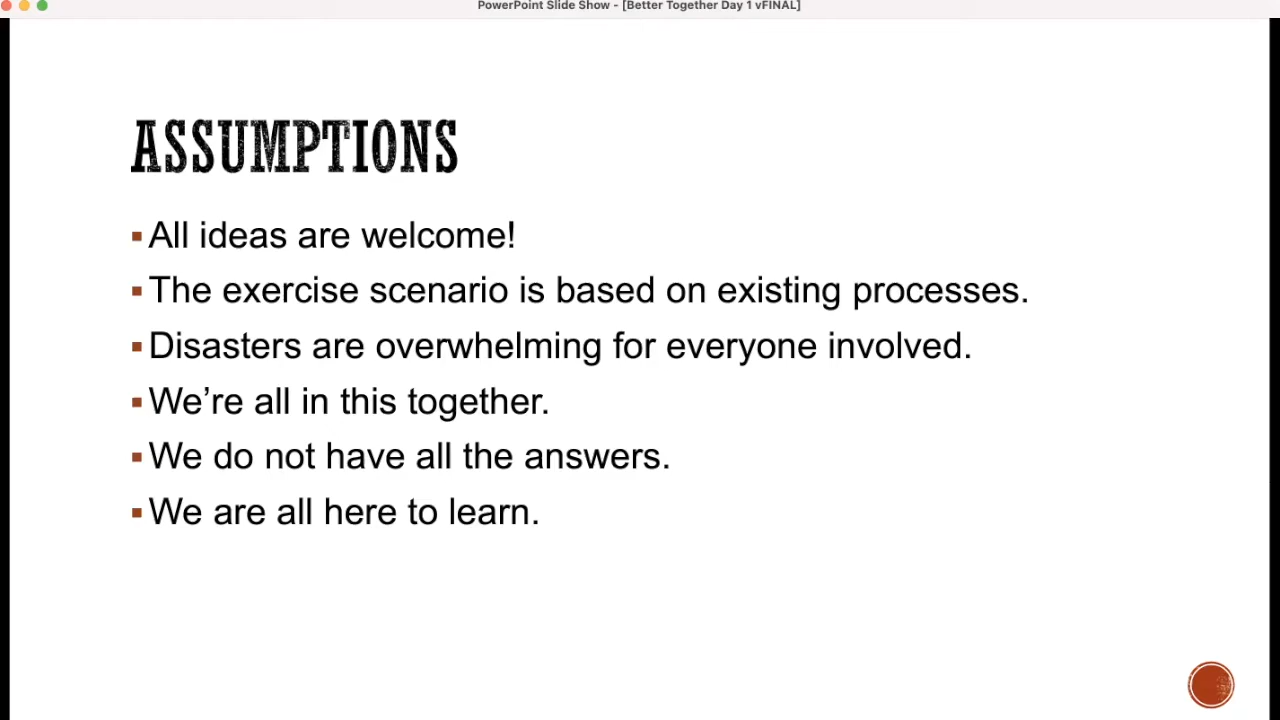 PowerPoint Slide Show - [Better Together Day 1 vFINAL]
ASSUMPTIONS
All ideas are welcome!
The exercise scenario is based on existing processes.
Disasters are overwhelming for everyone involved.
We’re all in this together.
We do not have all the answers.
We are all here to learn.